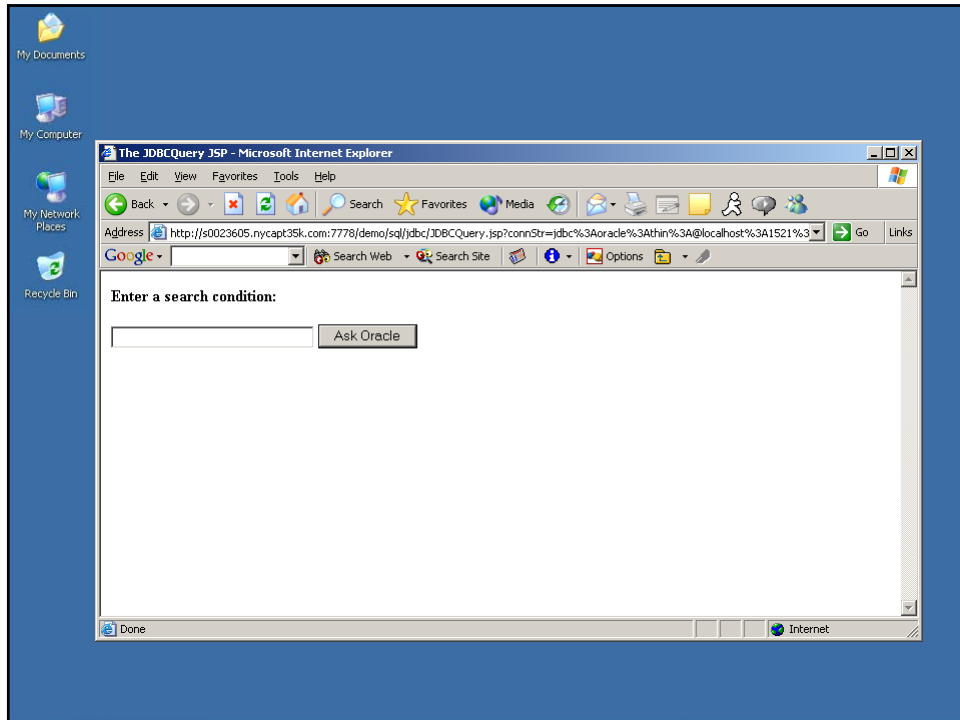 My Documents
My Computer
My Network
Places
Recycle Bin
The JDBCQuery JSP - Microsoft Internet Explorer
File Edit View Favorites Tools Help
Back Search Favorites Media
Address http://s0023605.nycapt35k.com:7778/demo/sql/jdbc/JDBCQuery.jsp?connStr=jdbc%3Aoracle%3Athin%3A@localhost%3A1521%3 Go Links
Google Search Web Search Site Options
Enter a search condition:
Ask Oracle
Done Internet